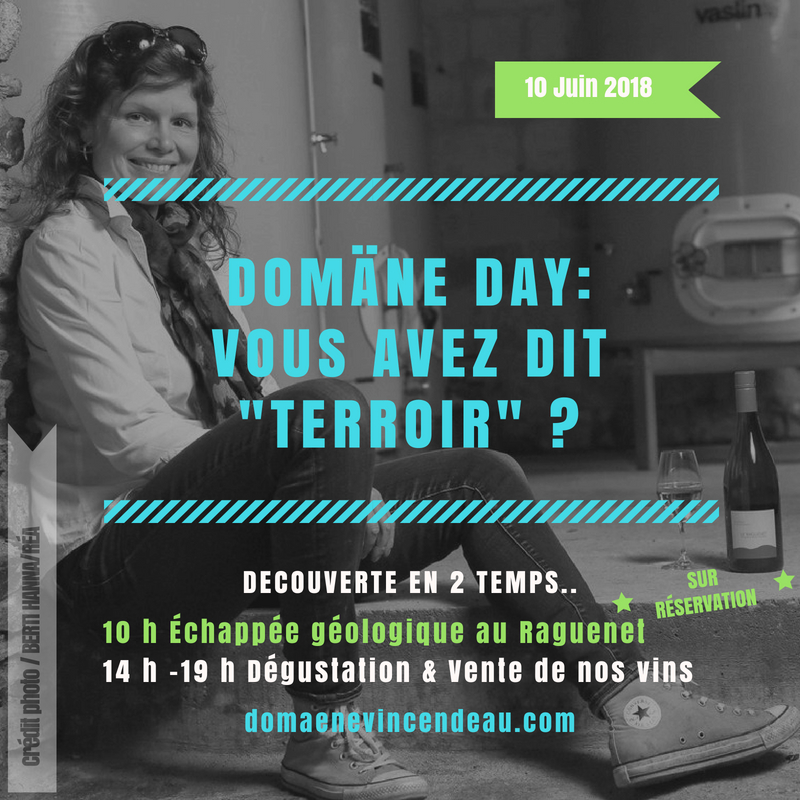 vaslin
10 Juin 2018
DOMÄNE DAY:
VOUS AVEZ DIT
"TERROIR" ?
DECOUVERTE EN 2 TEMPS..
SUR
RÉSERVATION
10 h Échappée géologique au Raguenet
14 h -19 h Dégustation & Vente de nos vins
domaenevincendeau.com
crédit photo / BERTI HANNA/RÉA